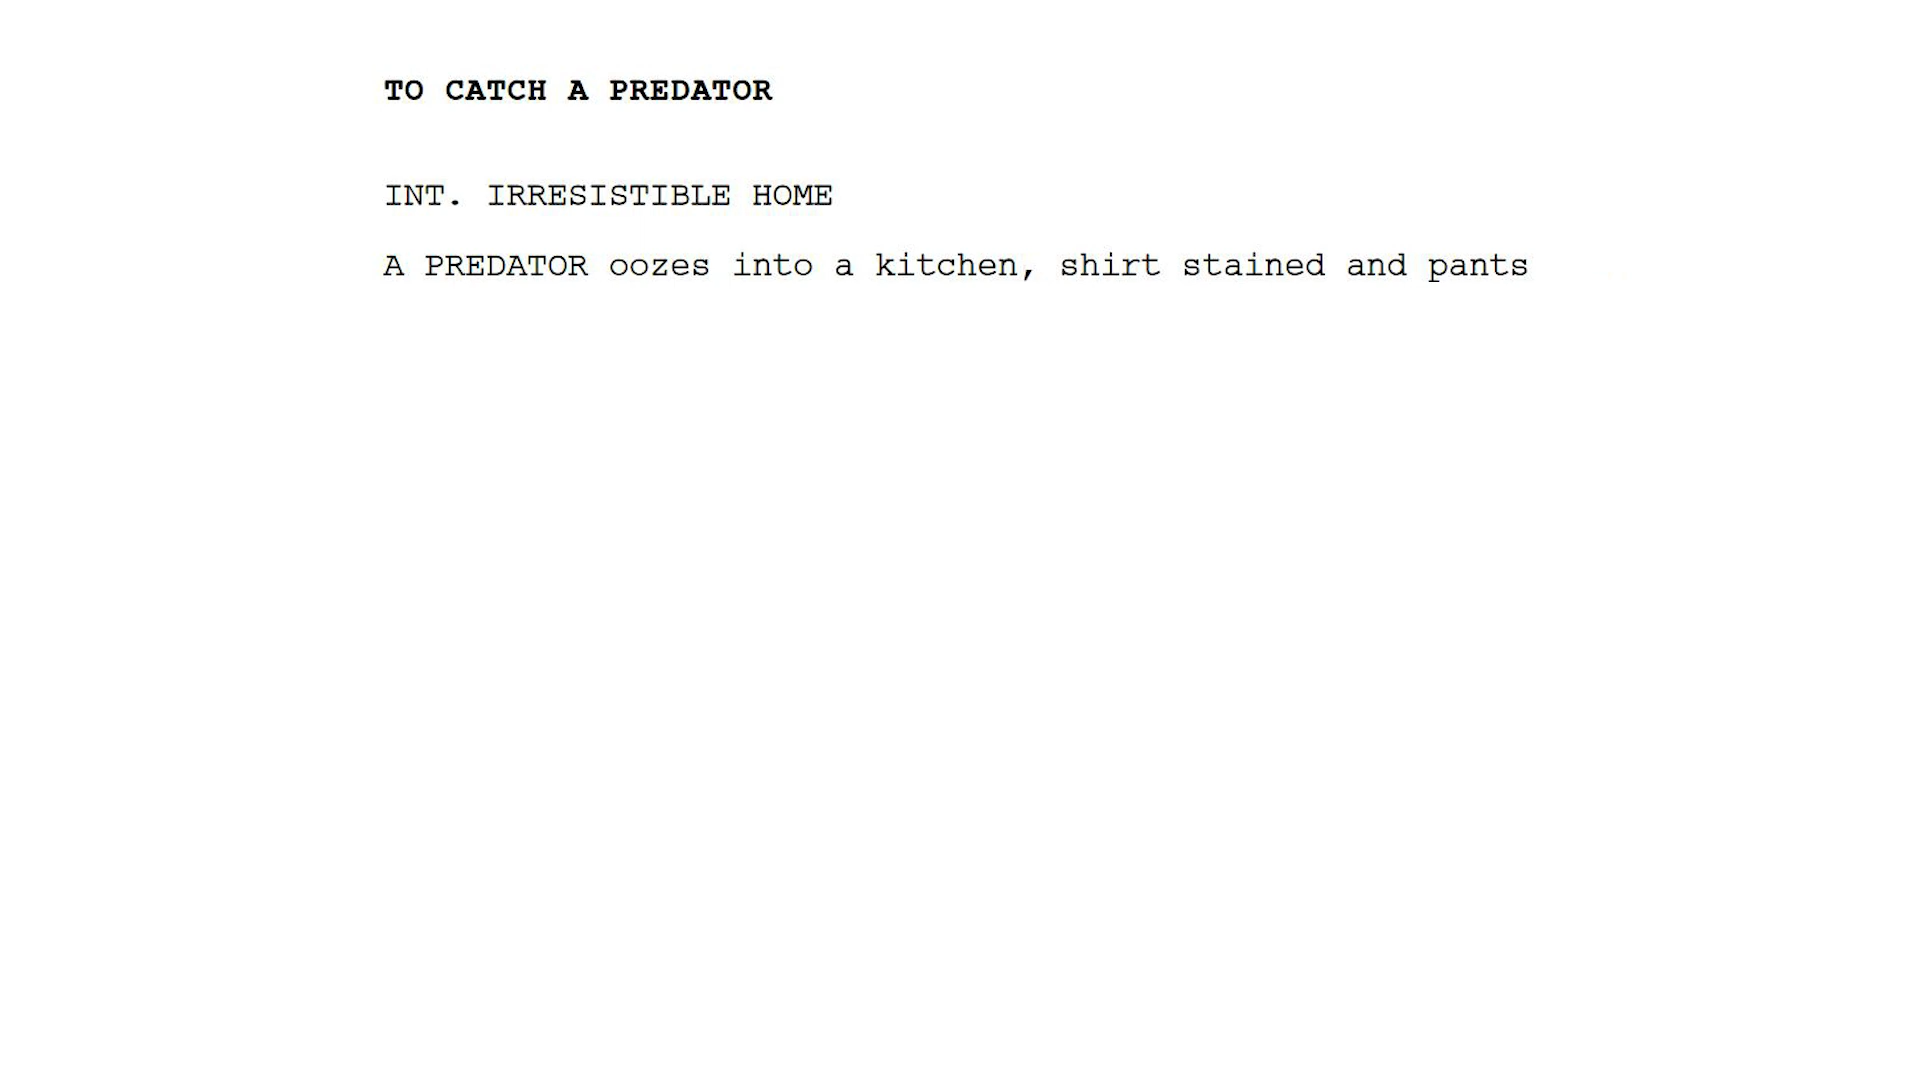 TO CATCH A PREDATOR
INT. IRRESISTIBLE HOME
A PREDATOR oozes into a kitchen, shirt stained and pants